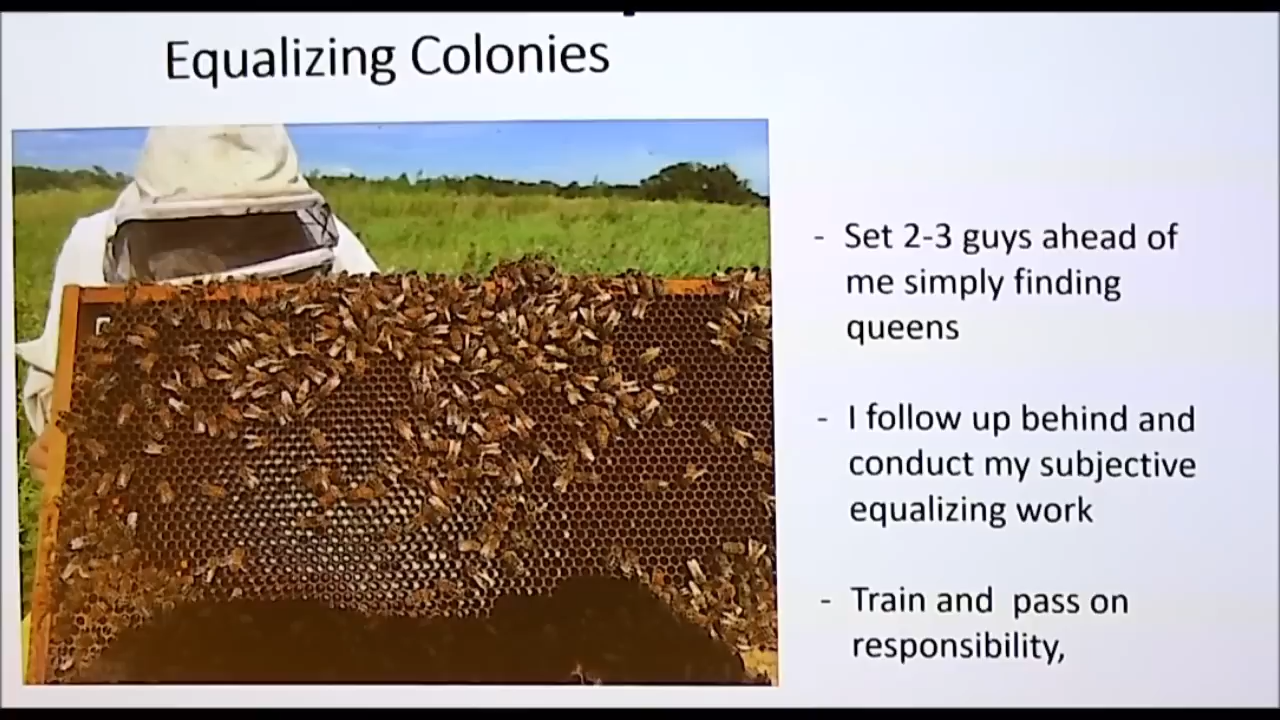 Equalizing Colonies
- Set 2-3 guys ahead of
me simply finding
queens
- I follow up behind and
conduct my subjective
equalizing work
- Train and pass on
responsibility,